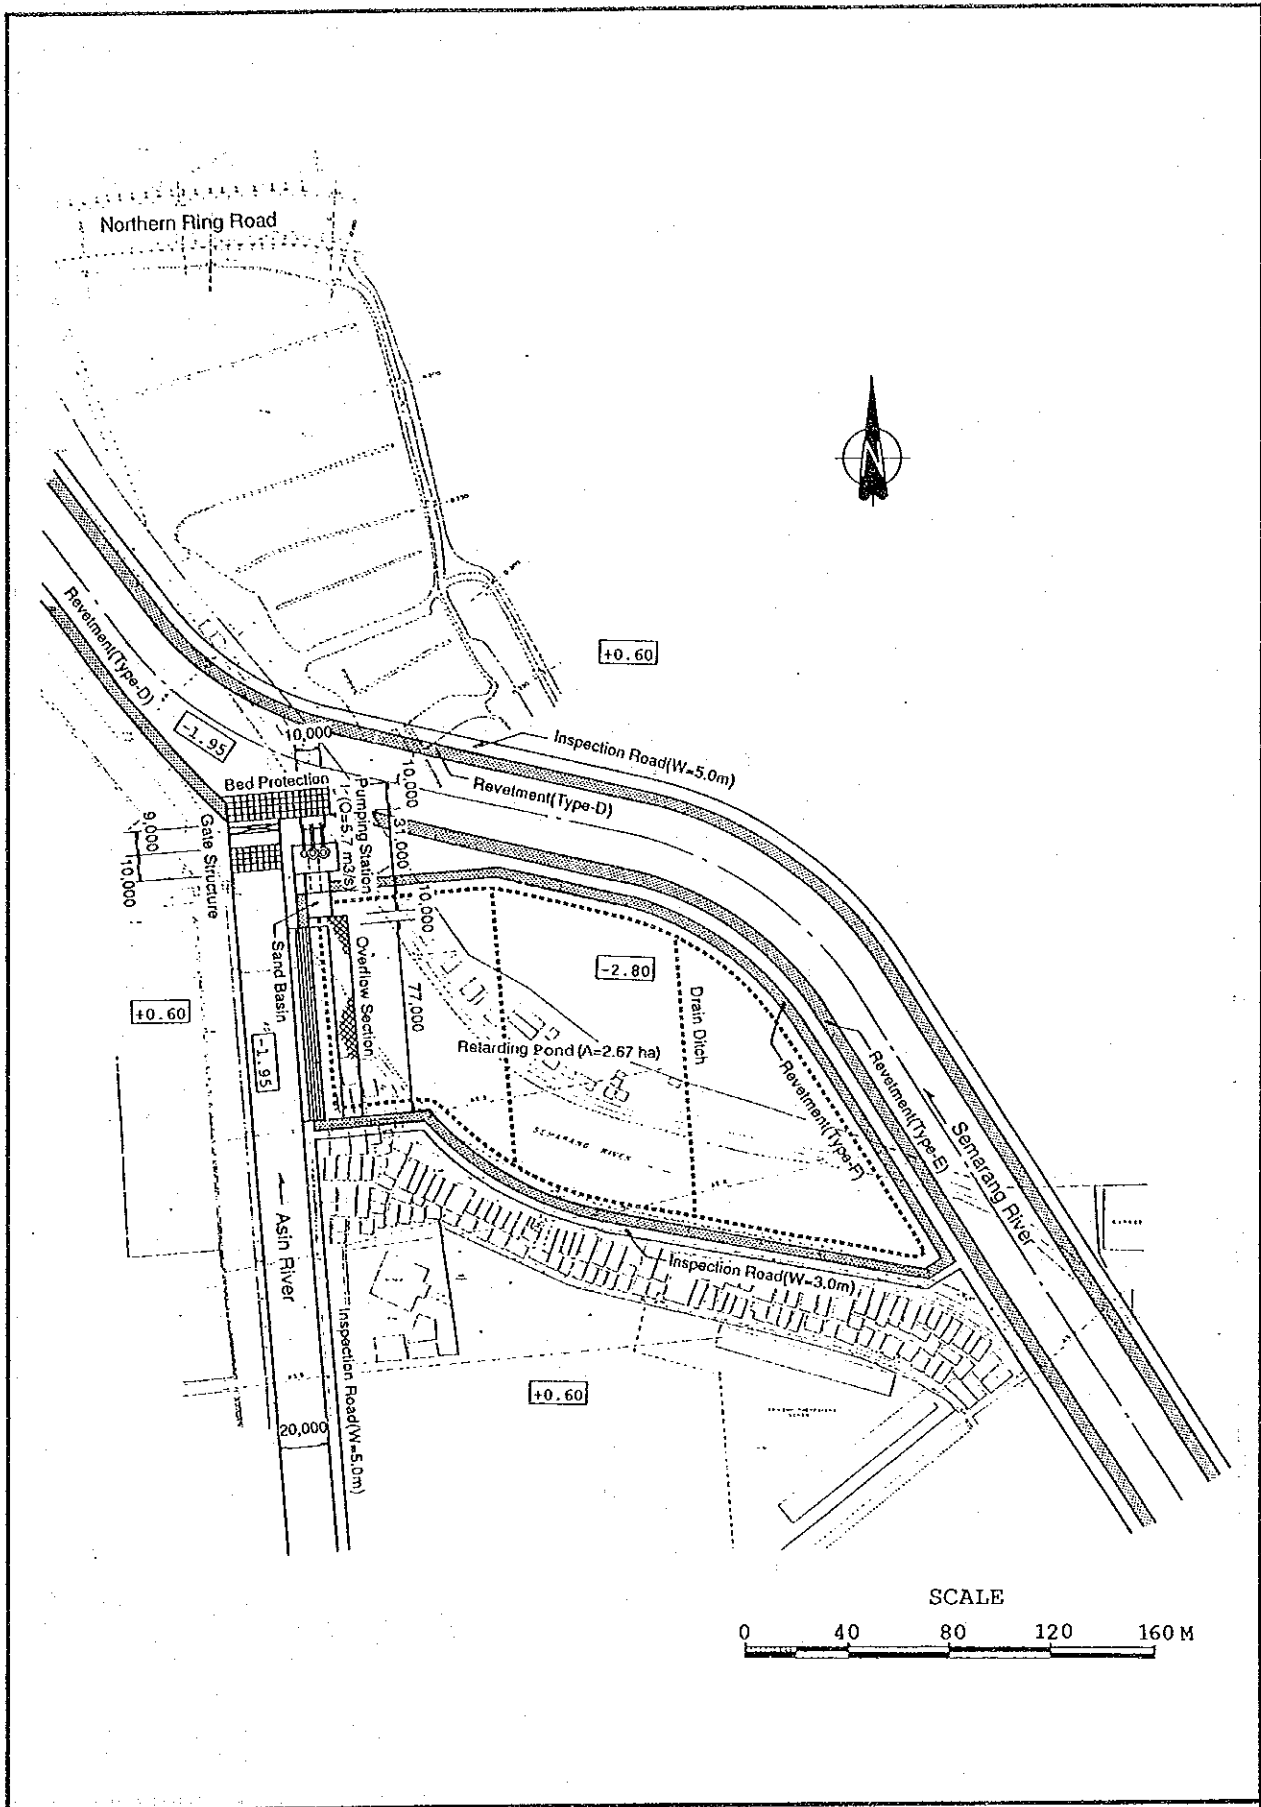 Northern Ring Road
N
+0.60
Revetment(Type-D)
-1.95
10,000
Inspection Road(W=5.0m)
Bed Protection
10,000
Revetment(Type-D)
Pumping Station
(Q=5.7 m3/s)
31,000
9,000
10,000
Gate Structure
10,000
Sand Basin
Overflow Section
77,000
-2.80
Drain Ditch
+0.60
-1.95
Retarding Pond (A=2.67 ha)
Revetment(Type-F)
Revetment(Type-E)
SEMARANG RIVER
Semarang River
Asin River
Inspection Road(W=3.0m)
Inspection Road(W=5.0m)
+0.60
20,000
SCALE
0 40 80 120 160 M